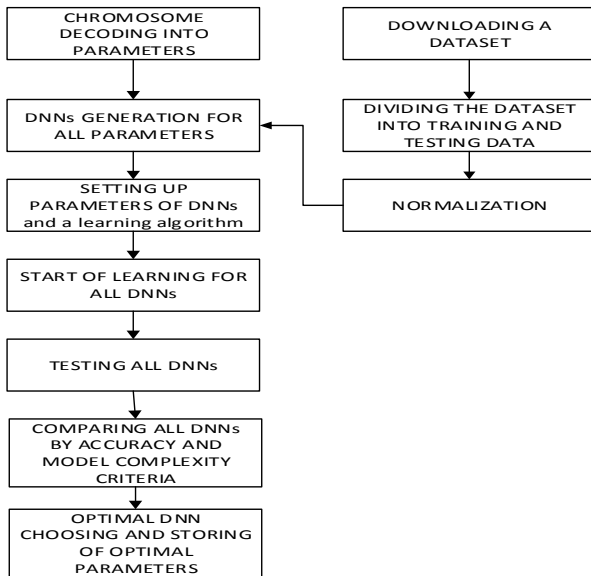 CHROMOSOME
DECODING INTO
PARAMETERS
DNNs GENERATION FOR
ALL PARAMETERS
SETTING UP
PARAMETERS OF DNNs
and a learning algorithm
START OF LEARNING FOR
ALL DNNs
TESTING ALL DNNs
COMPARING ALL DNNs
BY ACCURACY AND
MODEL COMPLEXITY
CRITERIA
OPTIMAL DNN
CHOOSING AND STORING
OF OPTIMAL
PARAMETERS
DOWNLOADING A
DATASET
DIVIDING THE DATASET
INTO TRAINING AND
TESTING DATA
NORMALIZATION